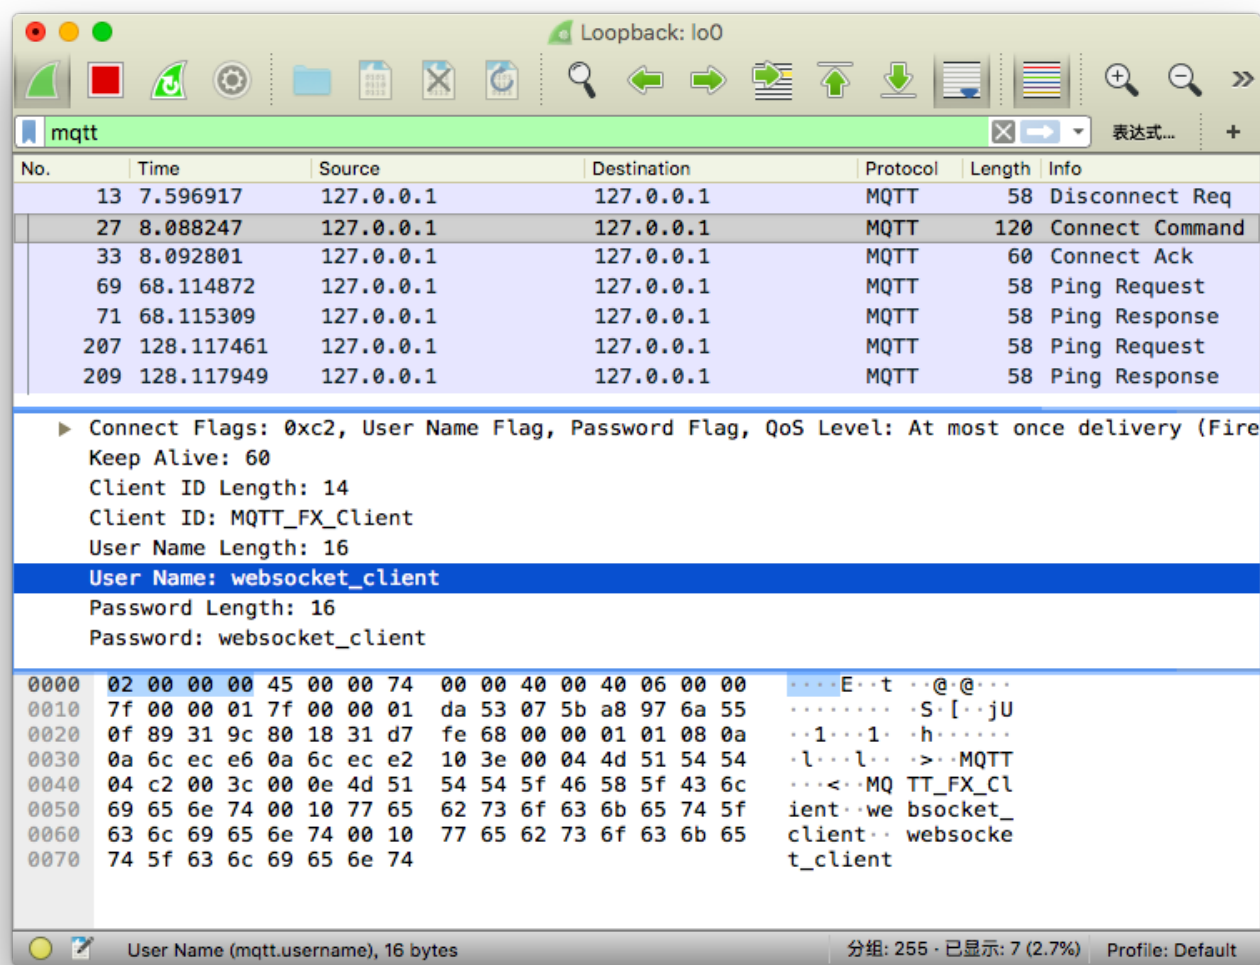 Loopback: lo0
mqtt 表达式... +
No. Time Source Destination Protocol Length Info
13 7.596917 127.0.0.1 127.0.0.1 MQTT 58 Disconnect Req
27 8.088247 127.0.0.1 127.0.0.1 MQTT 120 Connect Command
33 8.092801 127.0.0.1 127.0.0.1 MQTT 60 Connect Ack
69 68.114872 127.0.0.1 127.0.0.1 MQTT 58 Ping Request
71 68.115309 127.0.0.1 127.0.0.1 MQTT 58 Ping Response
207 128.117461 127.0.0.1 127.0.0.1 MQTT 58 Ping Request
209 128.117949 127.0.0.1 127.0.0.1 MQTT 58 Ping Response
Connect Flags: 0xc2, User Name Flag, Password Flag, QoS Level: At most once delivery (Fire
Keep Alive: 60
Client ID Length: 14
Client ID: MQTT_FX_Client
User Name Length: 16
User Name: websocket_client
Password Length: 16
Password: websocket_client
0000 02 00 00 00 45 00 00 74 00 00 40 00 40 06 00 00 ····E··t ··@·@···
0010 7f 00 00 01 7f 00 00 01 da 53 07 5b a8 97 6a 55 ········ ·S·[··jU
0020 0f 89 31 9c 80 18 31 d7 fe 68 00 00 01 01 08 0a ··1···1· ·h······
0030 0a 6c ec e6 0a 6c ec e2 10 3e 00 04 4d 51 54 54 ·l···l·· ·>··MQTT
0040 04 c2 00 3c 00 0e 4d 51 54 54 5f 46 58 5f 43 6c ···<··MQ TT_FX_Cl
0050 69 65 6e 74 00 10 77 65 62 73 6f 63 6b 65 74 5f ient··we bsocket_
0060 63 6c 69 65 6e 74 00 10 77 65 62 73 6f 63 6b 65 client·· websocke
0070 74 5f 63 6c 69 65 6e 74 t_client
User Name (mqtt.username), 16 bytes 分组: 255 · 已显示: 7 (2.7%) Profile: Default